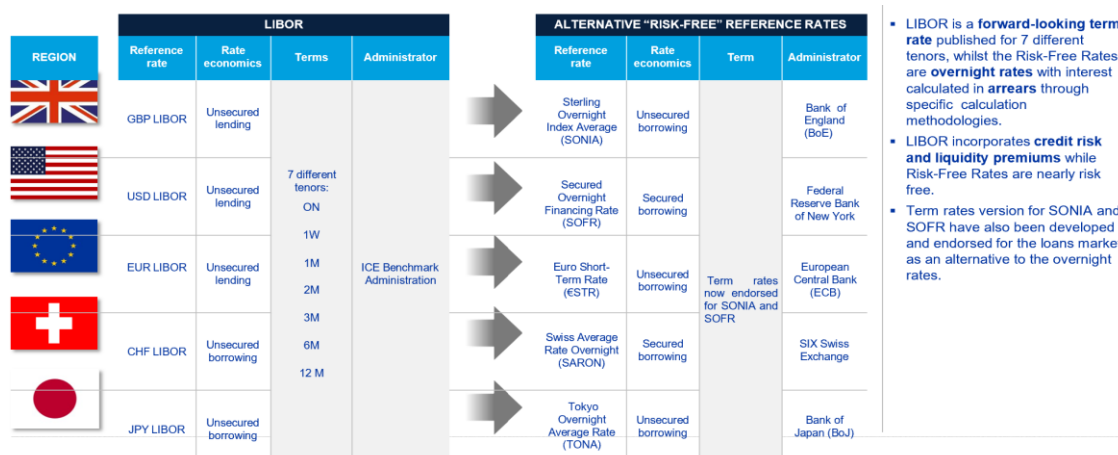 LIBOR
ALTERNATIVE “RISK-FREE” REFERENCE RATES
REGION
Reference
rate
Rate
economics
Terms
Administrator
Reference
rate
Rate
economics
Term
Administrator
GBP LIBOR
Unsecured
lending
Sterling
Overnight
Index Average
(SONIA)
Unsecured
borrowing
Bank of
England
(BoE)
USD LIBOR
Unsecured
lending
Secured
Overnight
Financing Rate
(SOFR)
Secured
borrowing
Federal
Reserve Bank
of New York
EUR LIBOR
Unsecured
lending
Euro Short-
Term Rate
(€STR)
Unsecured
borrowing
European
Central Bank
(ECB)
CHF LIBOR
Unsecured
borrowing
Swiss Average
Rate Overnight
(SARON)
Secured
borrowing
SIX Swiss
Exchange
JPY LIBOR
Unsecured
borrowing
Tokyo
Overnight
Average Rate
(TONA)
Unsecured
borrowing
Bank of
Japan (BoJ)
7 different
tenors:
ON
1W
1M
2M
3M
6M
12 M
ICE Benchmark
Administration
Term rates
now endorsed
for SONIA and
SOFR
▪ LIBOR is a forward-looking term
rate published for 7 different
tenors, whilst the Risk-Free Rates
are overnight rates with interest
calculated in arrears through
specific calculation
methodologies.
▪ LIBOR incorporates credit risk
and liquidity premiums while
Risk-Free Rates are nearly risk
free.
▪ Term rates version for SONIA and
SOFR have also been developed
and endorsed for the loans marke
as an alternative to the overnight
rates.